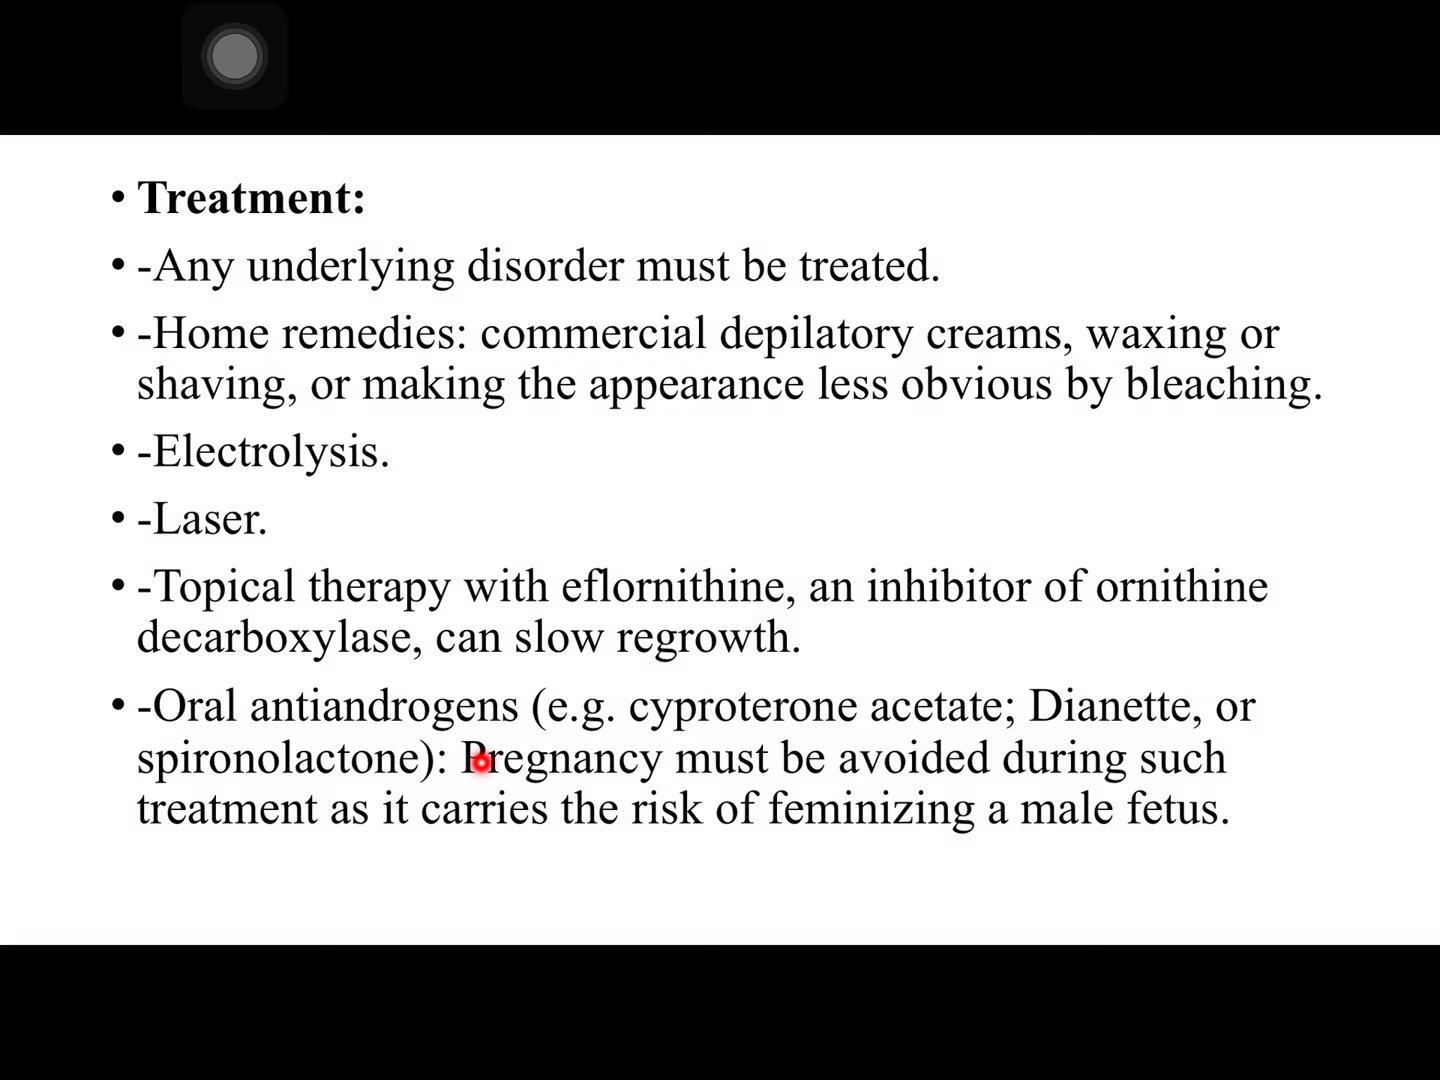 • Treatment:
• -Any underlying disorder must be treated.
• -Home remedies: commercial depilatory creams, waxing or
shaving, or making the appearance less obvious by bleaching.
• -Electrolysis.
• -Laser.
• -Topical therapy with eflornithine, an inhibitor of ornithine
decarboxylase, can slow regrowth.
• -Oral antiandrogens (e.g. cyproterone acetate; Dianette, or
spironolactone): Pregnancy must be avoided during such
treatment as it carries the risk of feminizing a male fetus.